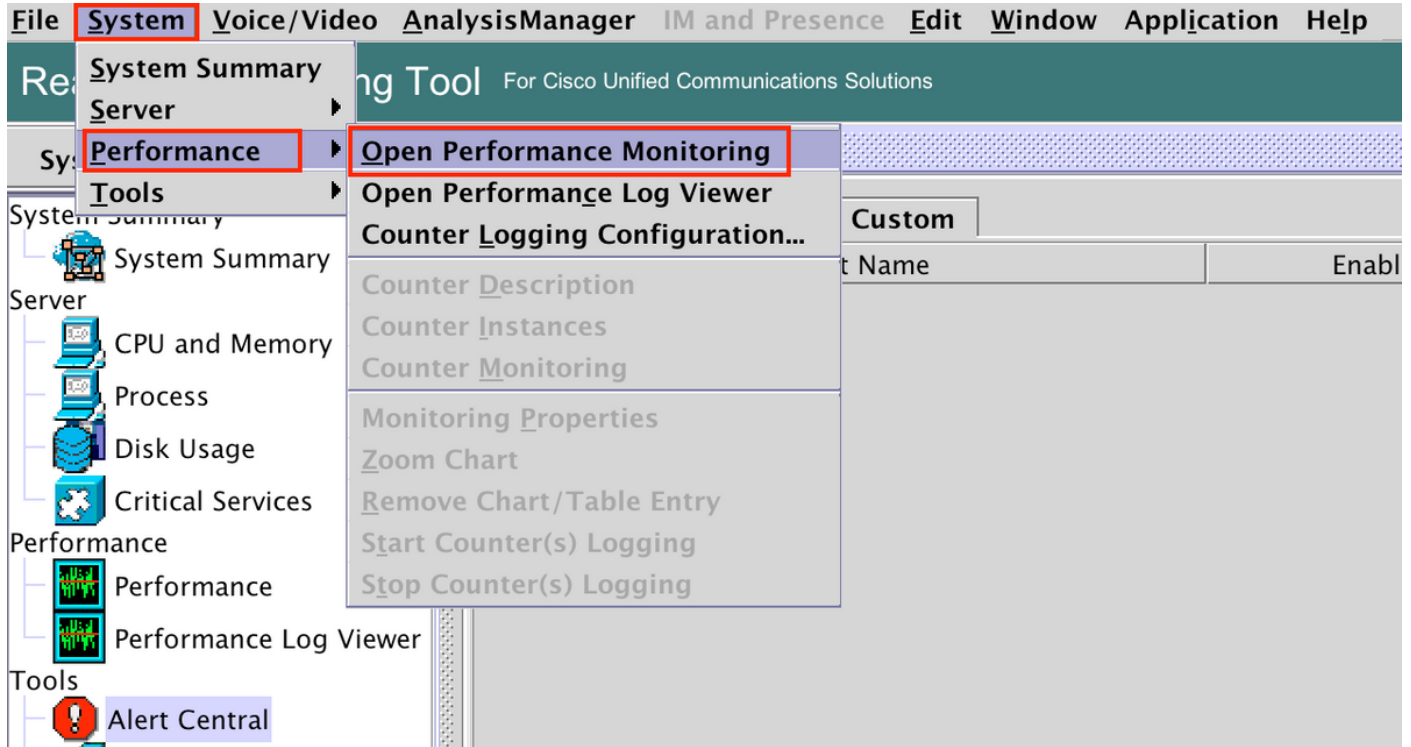 File System Voice/Video AnalysisManager IM and Presence Edit Window Application Help
Rea ng Tool For Cisco Unified Communications Solutions
System Summary
Server
Performance
Tools
Open Performance Monitoring
Open Performance Log Viewer
Counter Logging Configuration...
Counter Description
Counter Instances
Counter Monitoring
Monitoring Properties
Zoom Chart
Remove Chart/Table Entry
Start Counter(s) Logging
Stop Counter(s) Logging
Sys
Custom
t Name Enabl
System Summary
System Summary
Server
CPU and Memory
Process
Disk Usage
Critical Services
Performance
Performance
Performance Log Viewer
Tools
Alert Central